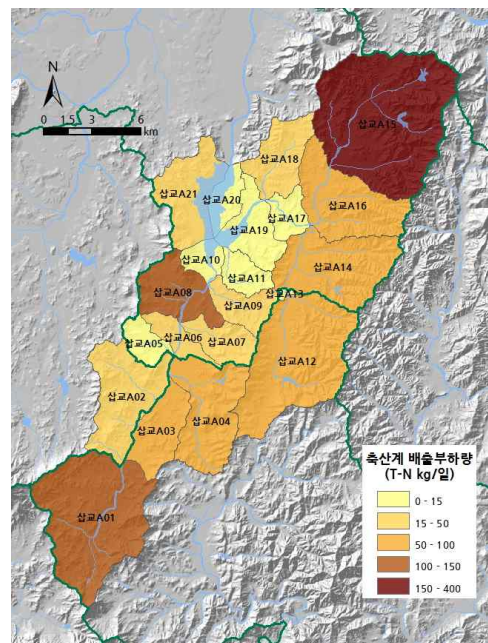 N
0 1.5 3 6
km
삽교A15
삽교A18
삽교A21
삽교A20
삽교A17
삽교A16
삽교A19
삽교A10
삽교A11
삽교A14
삽교A08
삽교A13
삽교A09
삽교A05
삽교A06
삽교A07
삽교A12
삽교A02
삽교A03
삽교A04
삽교A01
축산계 배출부하량
(T-N kg/일)
0 - 15
15 - 50
50 - 100
100 - 150
150 - 400